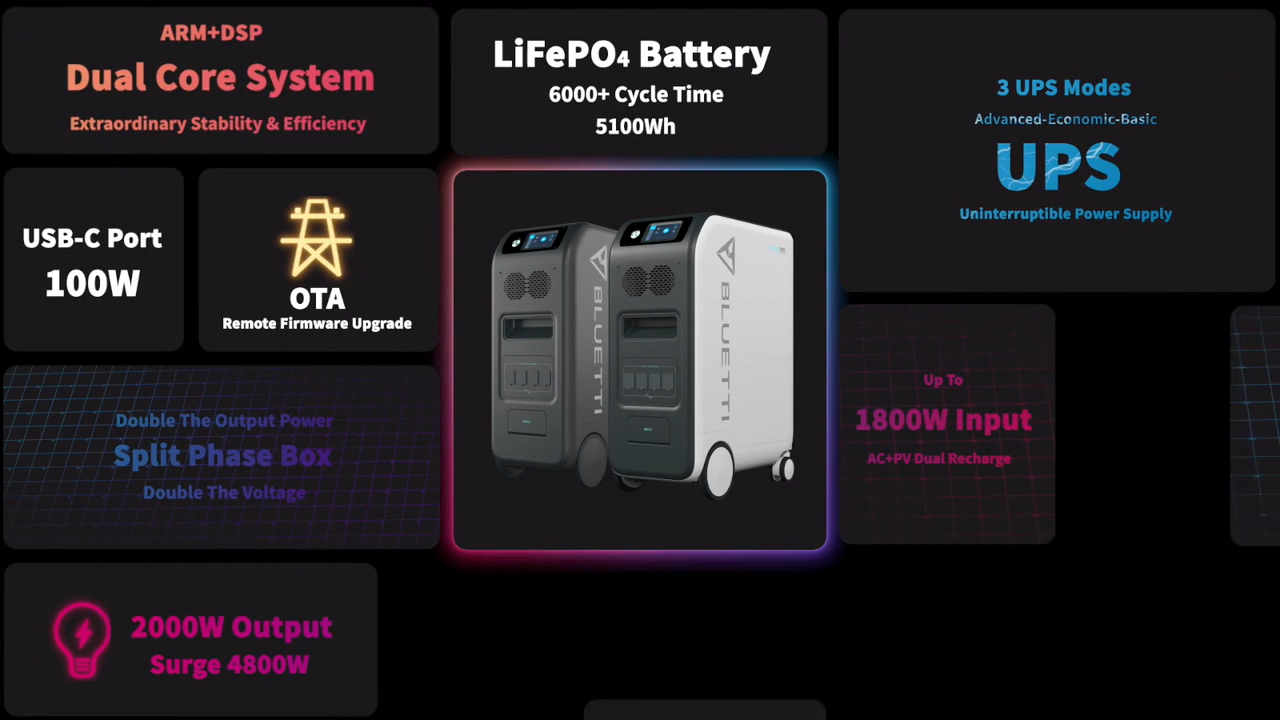 ARM+DSP
Dual Core System
Extraordinary Stability & Efficiency
LiFePO4 Battery
6000+ Cycle Time
5100Wh
3 UPS Modes
Advanced-Economic-Basic
UPS
Uninterruptible Power Supply
USB-C Port
100W
OTA
Remote Firmware Upgrade
BLUETTI
BLUETTI
Double The Output Power
Split Phase Box
Double The Voltage
Up To
1800W Input
AC+PV Dual Recharge
2000W Output
Surge 4800W